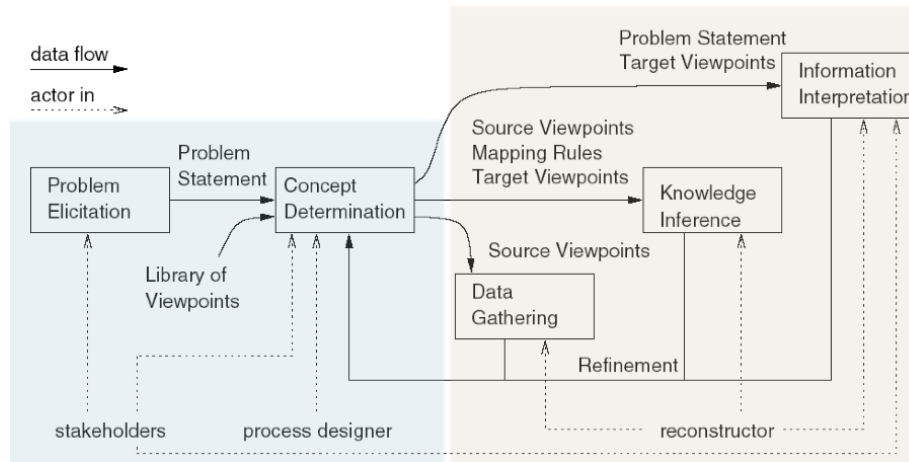 data flow
actor in
Problem Statement
Target Viewpoints
Information
Interpretation
Problem
Statement
Source Viewpoints
Mapping Rules
Target Viewpoints
Problem
Elicitation
Concept
Determination
Knowledge
Inference
Library of
Viewpoints
Source Viewpoints
Data
Gathering
Refinement
stakeholders
process designer
reconstructor